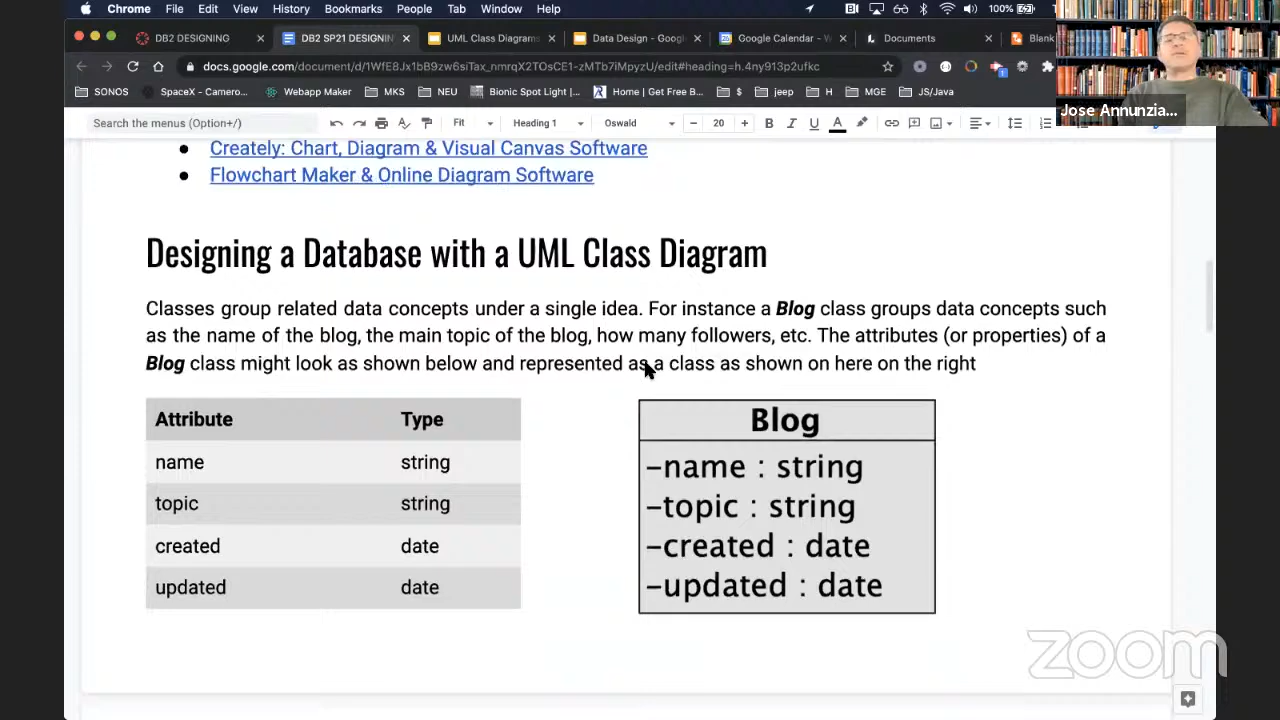 Chrome File Edit View History Bookmarks People Tab Window Help 100%
DB2 DESIGNING DB2 SP21 DESIGNIN UML Class Diagrams Data Design - Googl Google Calendar - W Documents Blank
docs.google.com/document/d/
SONOS SpaceX - Camero... Webapp Maker MKS NEU Bionic Spot Light |... Home | Get Free B... $ jeep H MGE JS/Java
Jose Annunzia...
Search the menus (Option+/) Fit Heading 1 Oswald 20 B I U A
Creately: Chart, Diagram & Visual Canvas Software
Flowchart Maker & Online Diagram Software
Designing a Database with a UML Class Diagram
Classes group related data concepts under a single idea. For instance a Blog class groups data concepts such
as the name of the blog, the main topic of the blog, how many followers, etc. The attributes (or properties) of a
Blog class might look as shown below and represented as a class as shown on here on the right
Attribute Type
name string
topic string
created date
updated date
Blog
-name : string
-topic : string
-created : date
-updated : date
zoom